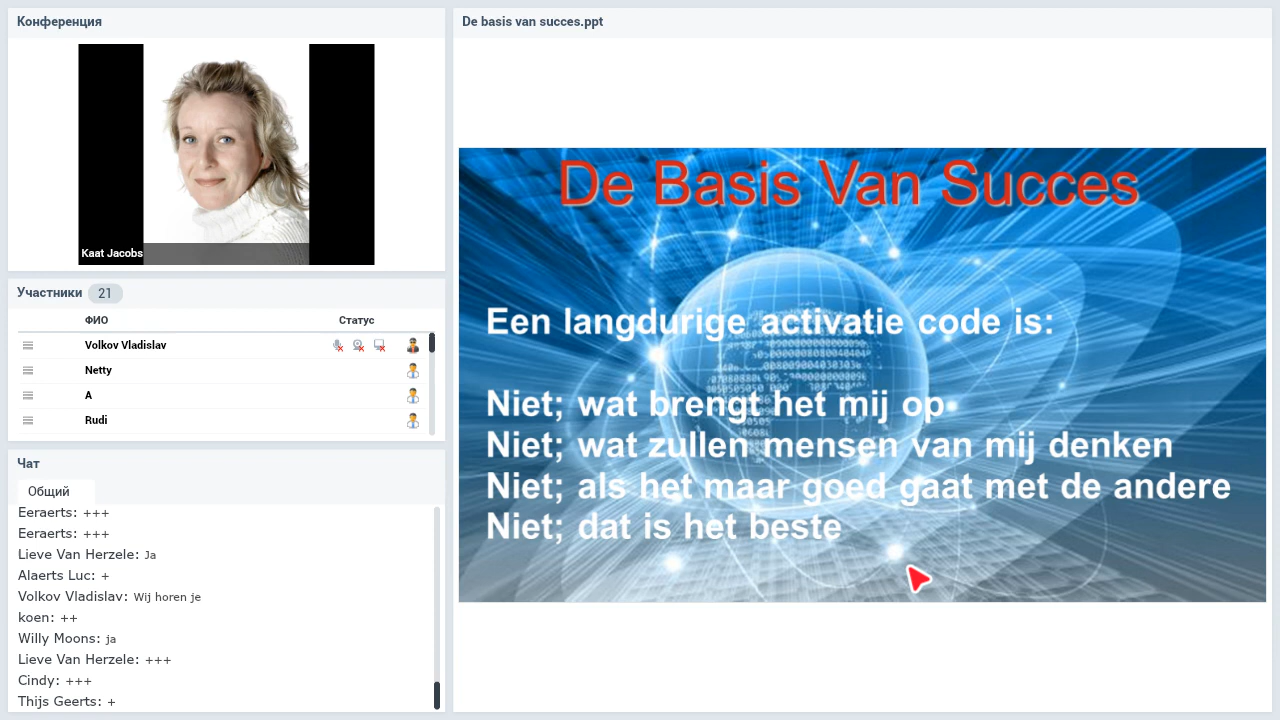 Конференция
Kaat Jacobs
Участники 21
ФИО Статус
Volkov Vladislav
Netty
A
Rudi
Чат
Общий
Eeraerts: +++
Eeraerts: +++
Lieve Van Herzele: Ja
Alaerts Luc: +
Volkov Vladislav: Wij horen je
koen: ++
Willy Moons: ja
Lieve Van Herzele: +++
Cindy: +++
Thijs Geerts: +
De basis van succes.ppt
De Basis Van Succes
Een langdurige activatie code is:
Niet; wat brengt het mij op
Niet; wat zullen mensen van mij denken
Niet; als het maar goed gaat met de andere
Niet; dat is het beste